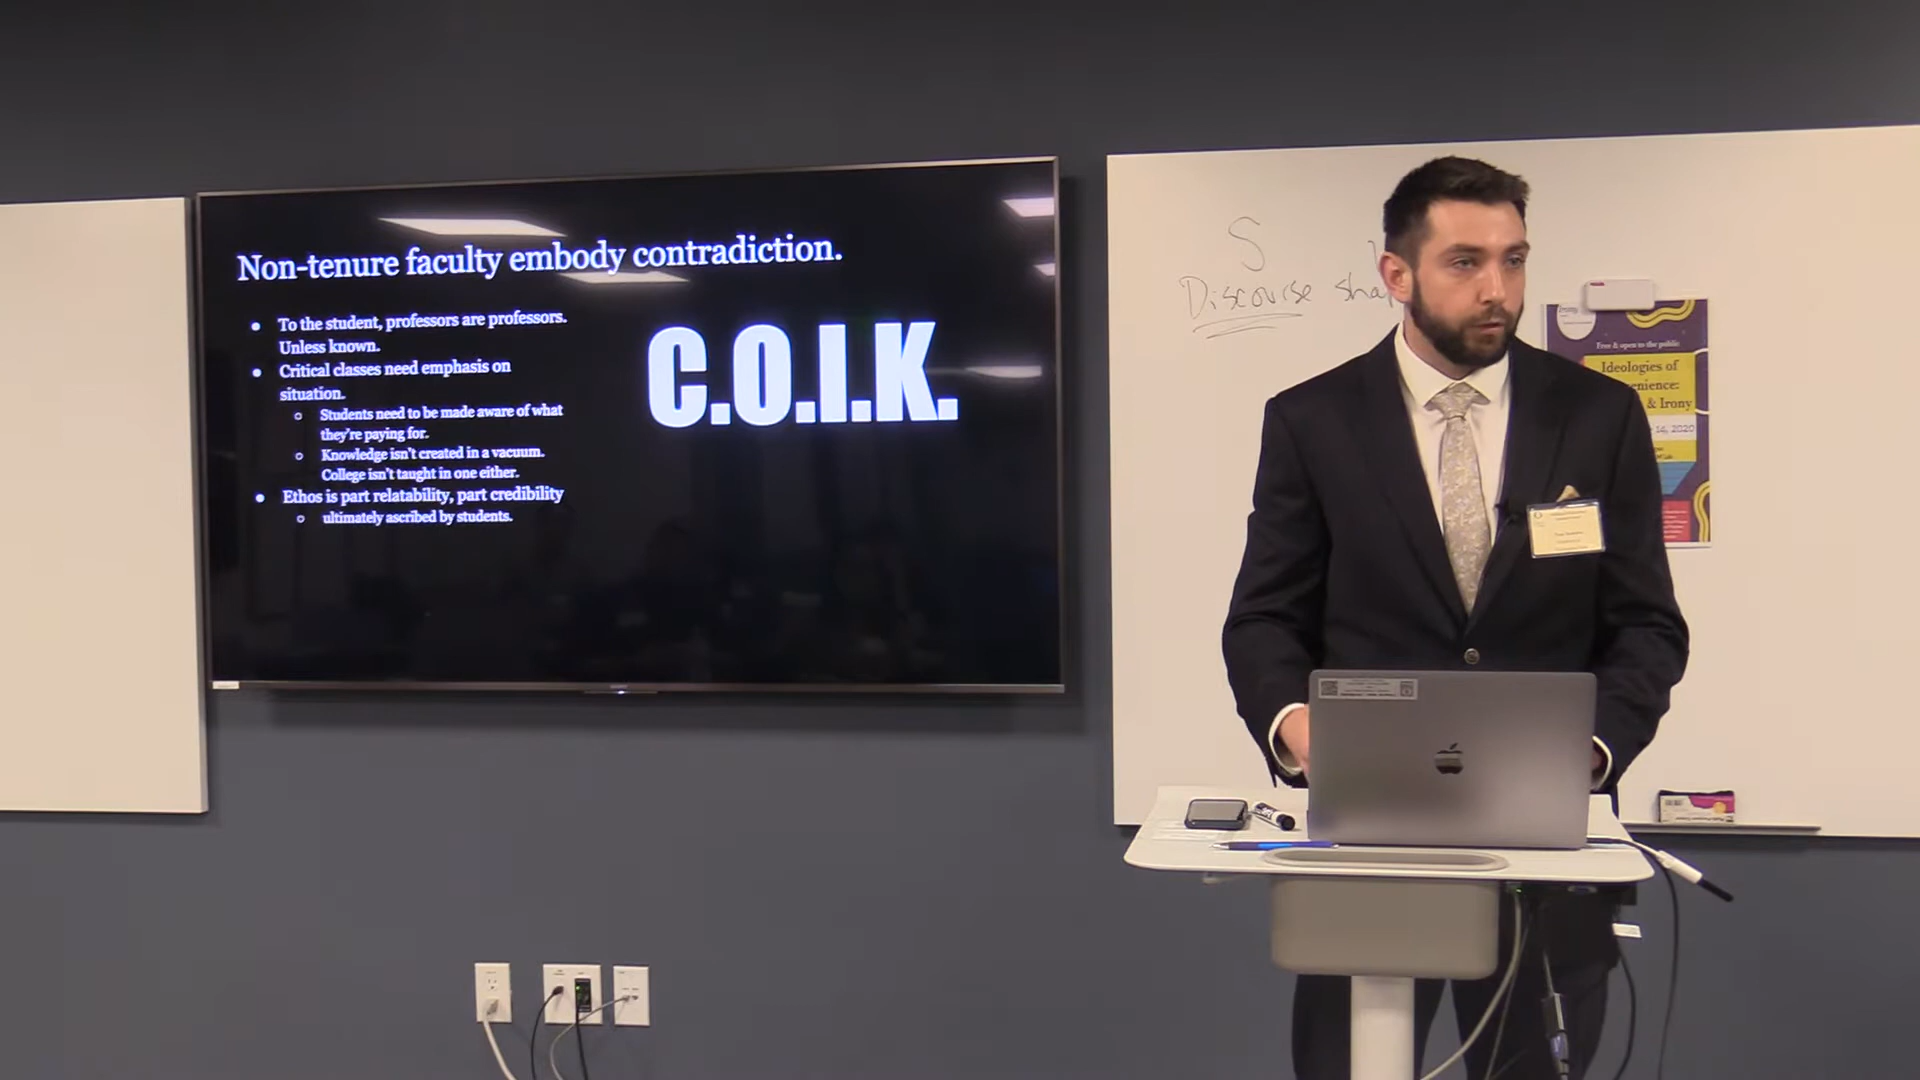 Non-tenure faculty embody contradiction.
To the student, professors are professors.
Unless known.
Critical classes need emphasis on
situation.
Students need to be made aware of what
they're paying for.
Knowledge isn't created in a vacuum.
College isn't taught in one either.
Ethos is part relatability, part credibility
ultimately ascribed by students.
C.O.I.K.
S
Discourse
Irony
Free & open to the public
Ideologies of
& Irony
14, 2020